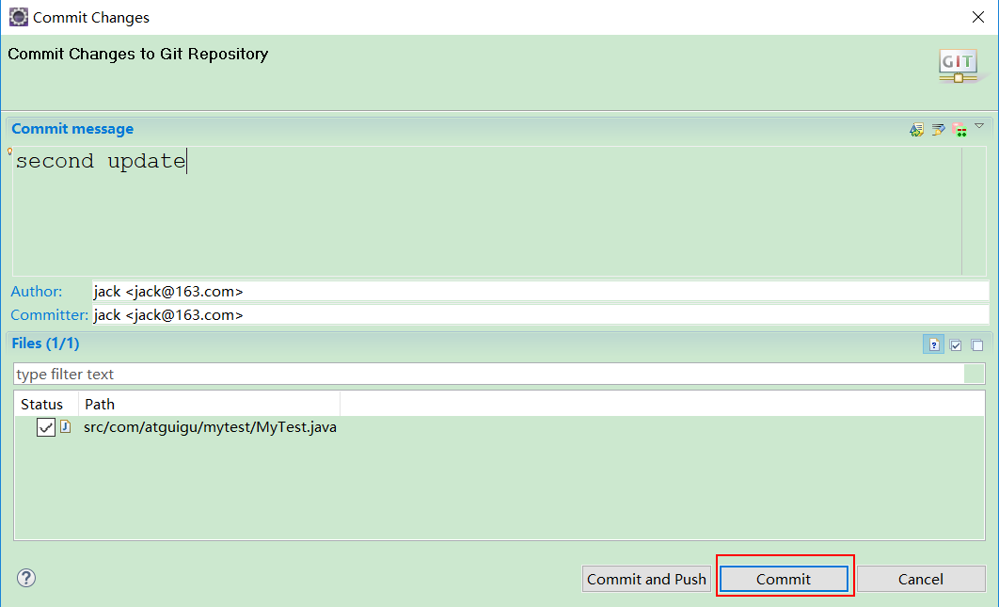 Commit Changes
Commit Changes to Git Repository
GIT
Commit message
second update
Author: jack <jack@163.com>
Committer: jack <jack@163.com>
Files (1/1)
type filter text
Status Path
src/com/atguigu/mytest/MyTest.java
Commit and Push Commit Cancel